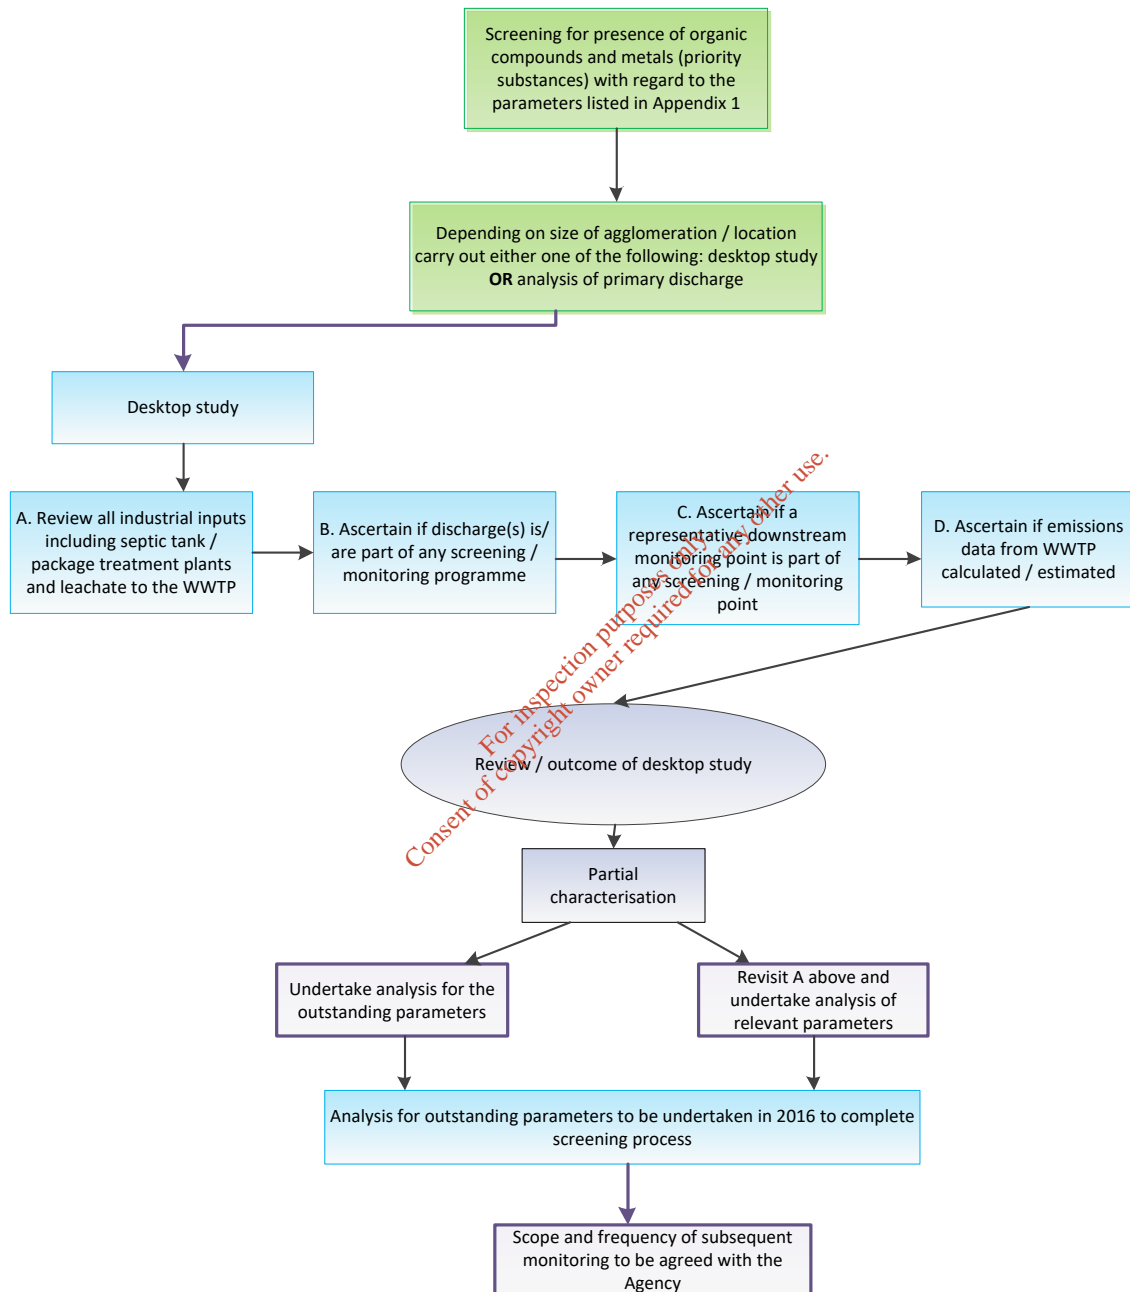 Screening for presence of organic
compounds and metals (priority
substances) with regard to the
parameters listed in Appendix 1
Depending on size of agglomeration / location
carry out either one of the following: desktop study
OR analysis of primary discharge
Desktop study
A. Review all industrial inputs
including septic tank /
package treatment plants
and leachate to the WWTP
B. Ascertain if discharge(s) is/
are part of any screening /
monitoring programme
C. Ascertain if a
representative downstream
monitoring point is part of
any screening / monitoring
point
D. Ascertain if emissions
data from WWTP
calculated / estimated
For inspection purposes only
Consent of copyright owner required for any other use.
Review / outcome of desktop study
Partial
characterisation
Undertake analysis for the
outstanding parameters
Revisit A above and
undertake analysis of
relevant parameters
Analysis for outstanding parameters to be undertaken in 2016 to complete
screening process
Scope and frequency of subsequent
monitoring to be agreed with the
Agency